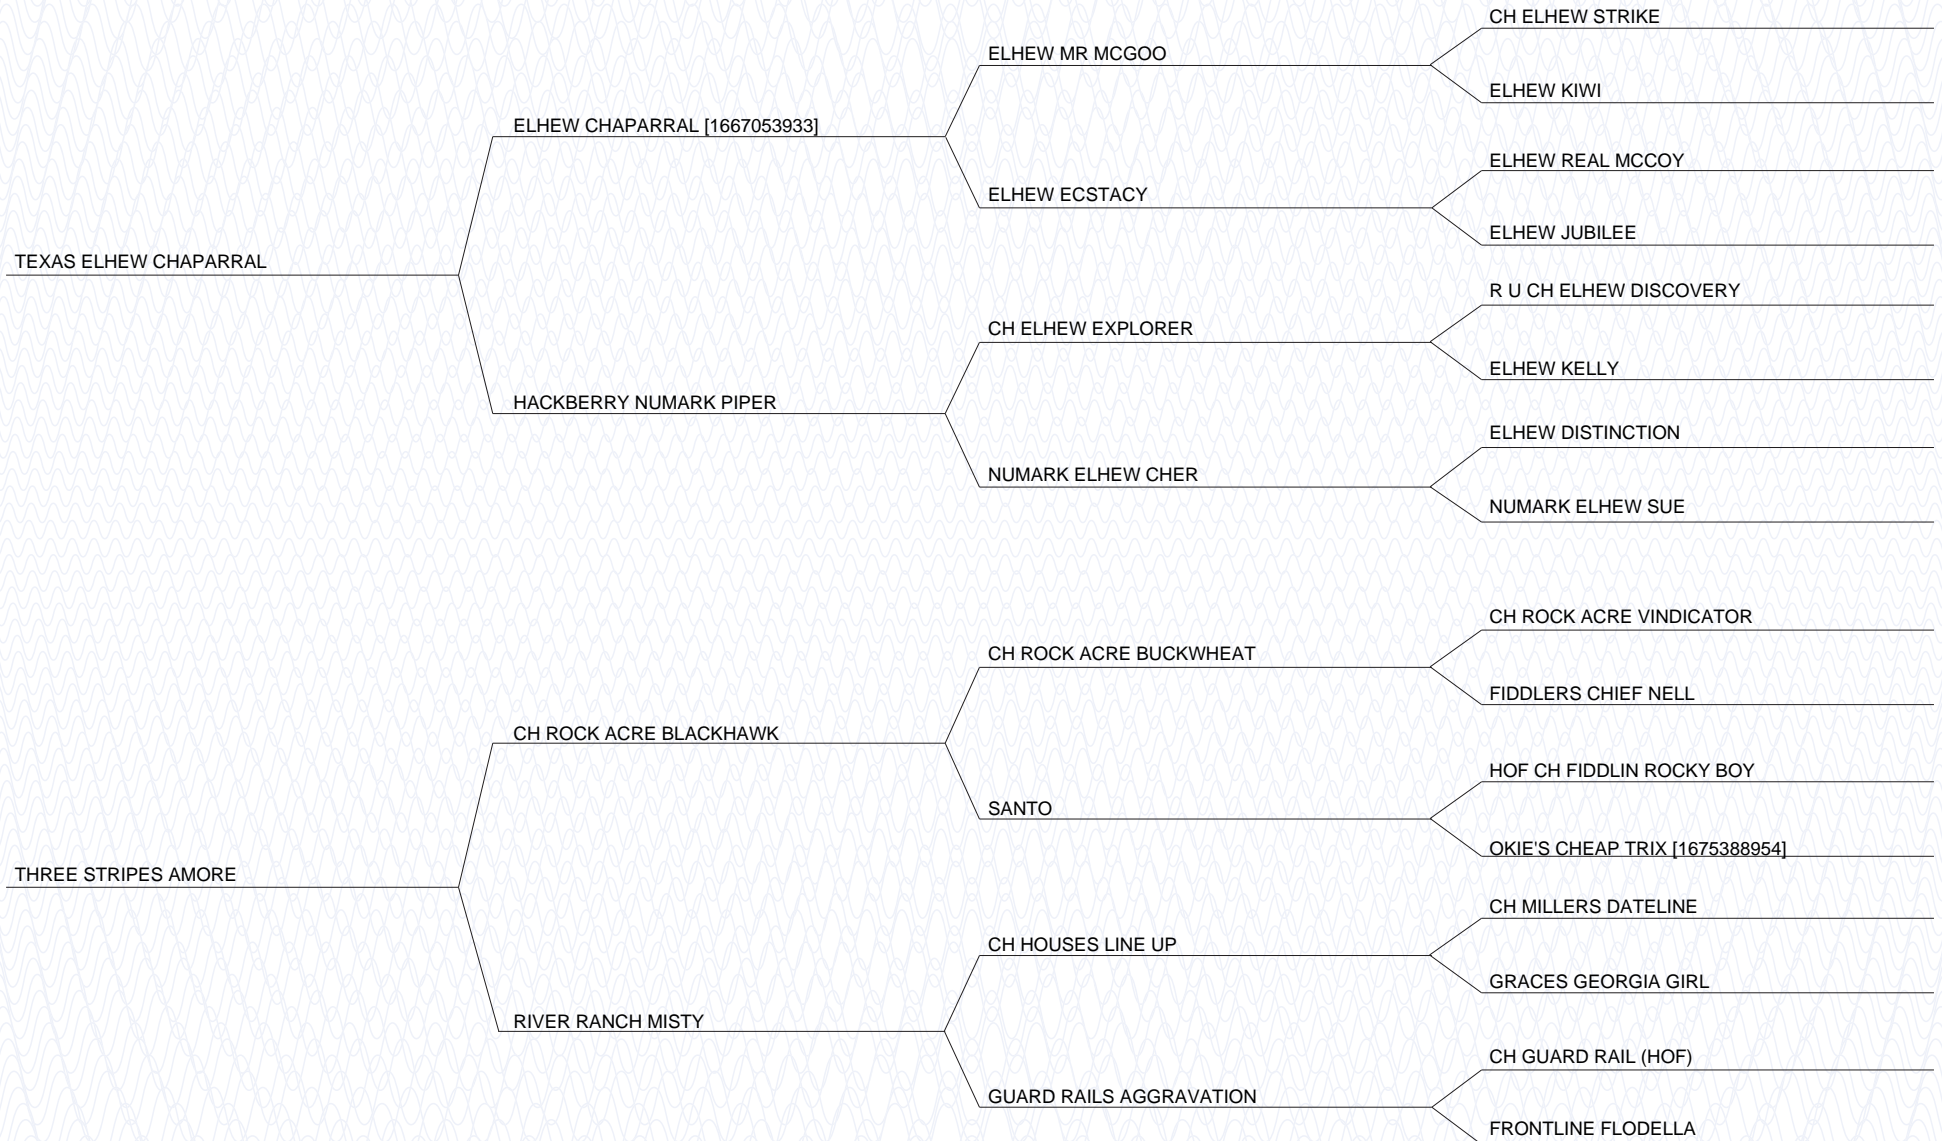 CH ELHEW STRIKE
ELHEW MR MCGOO
ELHEW KIWI
ELHEW CHAPARRAL [1667053933]
ELHEW REAL MCCOY
ELHEW ECSTACY
ELHEW JUBILEE
TEXAS ELHEW CHAPARRAL
R U CH ELHEW DISCOVERY
CH ELHEW EXPLORER
ELHEW KELLY
HACKBERRY NUMARK PIPER
ELHEW DISTINCTION
NUMARK ELHEW CHER
NUMARK ELHEW SUE
CH ROCK ACRE VINDICATOR
CH ROCK ACRE BUCKWHEAT
FIDDLERS CHIEF NELL
CH ROCK ACRE BLACKHAWK
HOF CH FIDDLIN ROCKY BOY
SANTO
OKIE'S CHEAP TRIX [1675388954]
THREE STRIPES AMORE
CH MILLERS DATELINE
CH HOUSES LINE UP
GRACES GEORGIA GIRL
RIVER RANCH MISTY
CH GUARD RAIL (HOF)
GUARD RAILS AGGRAVATION
FRONTLINE FLODELLA